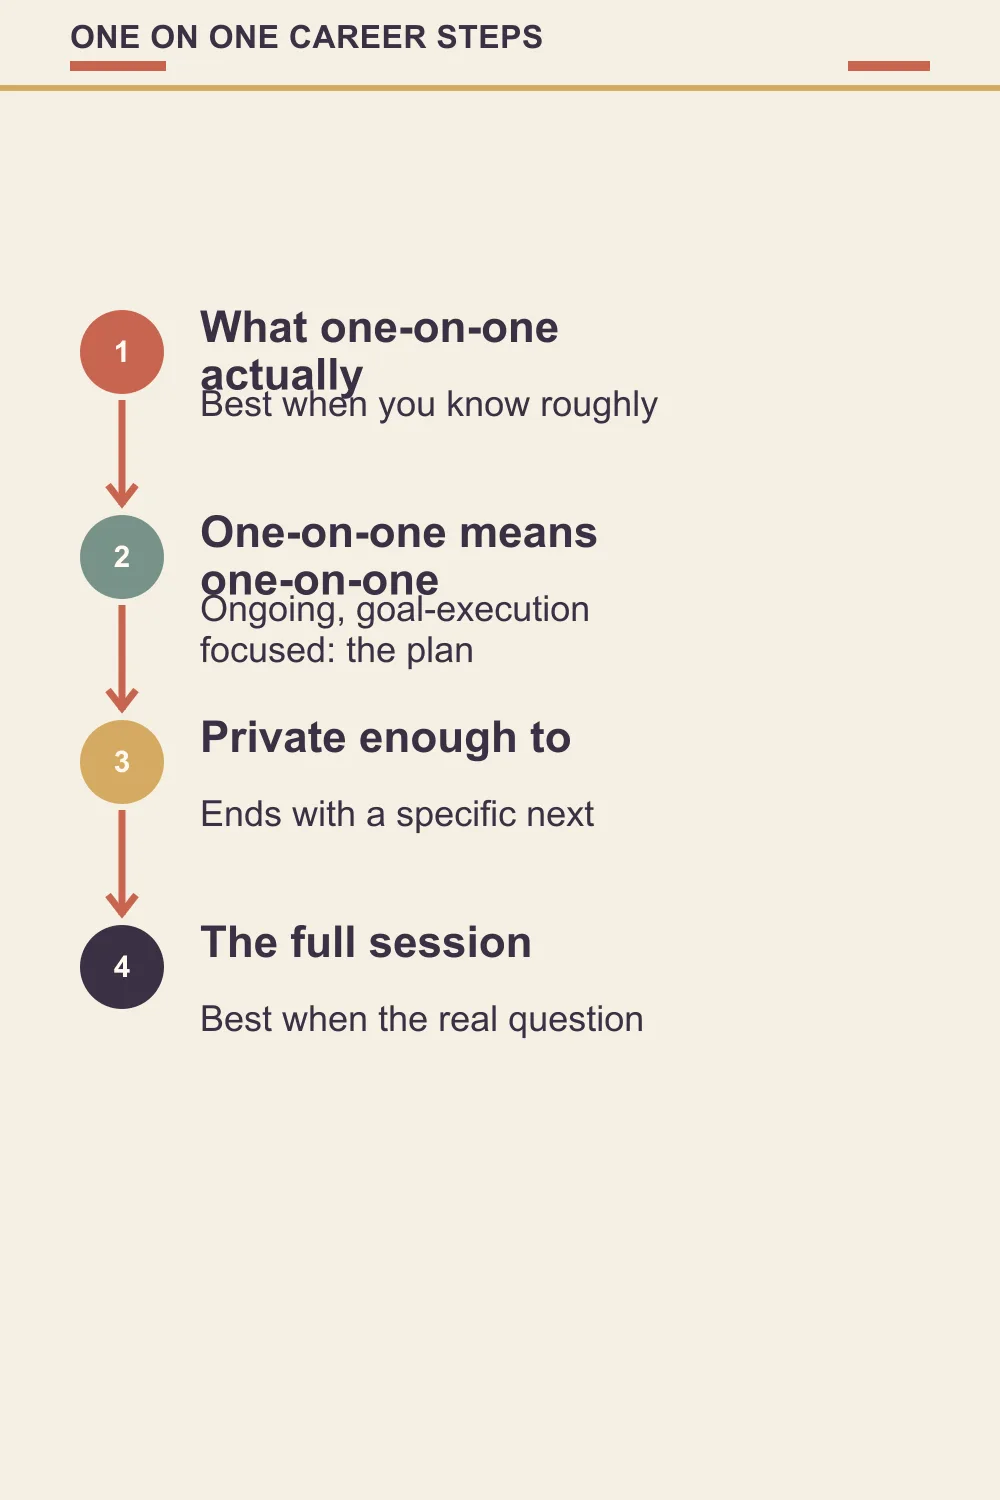 ONE ON ONE CAREER STEPS
1
What one-on-one
actually
Best when you know roughly
2
One-on-one means
one-on-one
Ongoing, goal-execution
focused: the plan
3
Private enough to
Ends with a specific next
4
The full session
Best when the real question